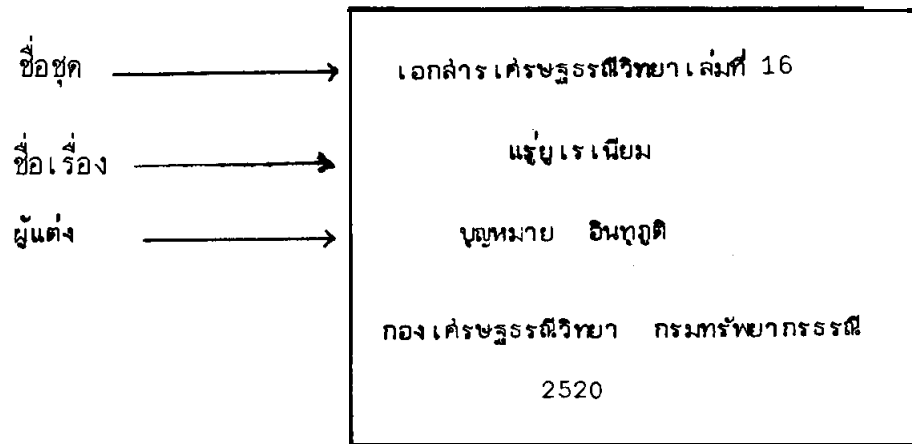 ชื่อชุด เอกสารเศรษฐธรณีวิทยาเล่มที่ 16
ชื่อเรื่อง แร่ยูเรเนียม
ผู้แต่ง บุญหมาย อินทุภูติ
กองเศรษฐธรณีวิทยา กรมทรัพยากรธรณี
2520